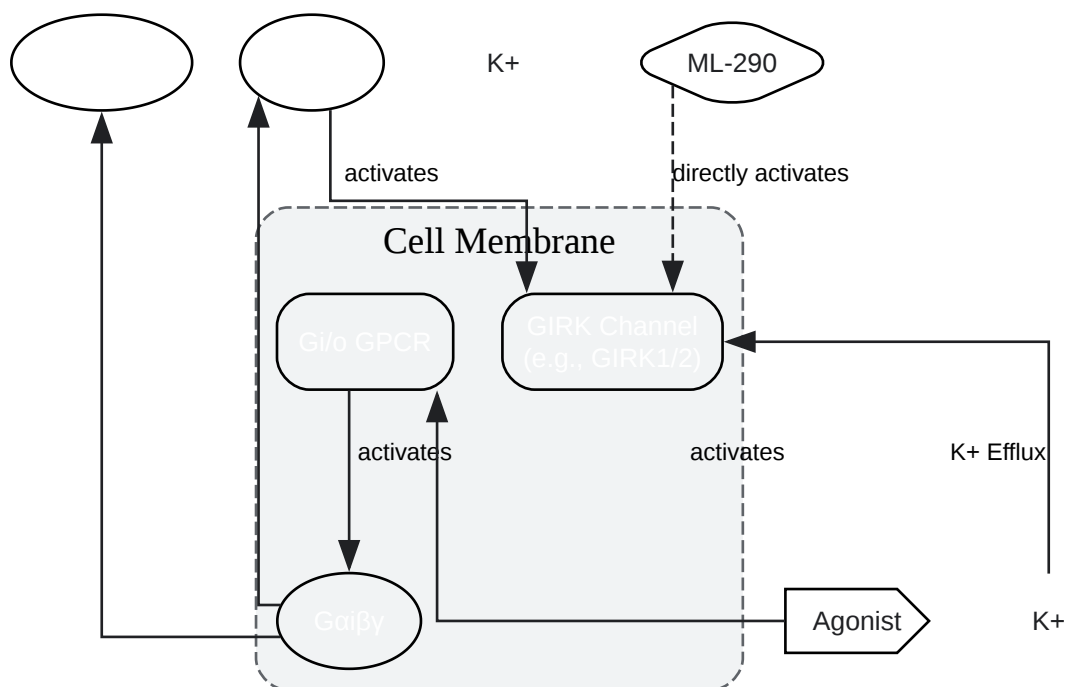 K+
ML-290
activates
directly activates
Cell Membrane
Gi/o GPCR
GIRK Channel
(e.g., GIRK1/2)
activates
activates
K+ Efflux
Gαiβγ
Agonist
K+